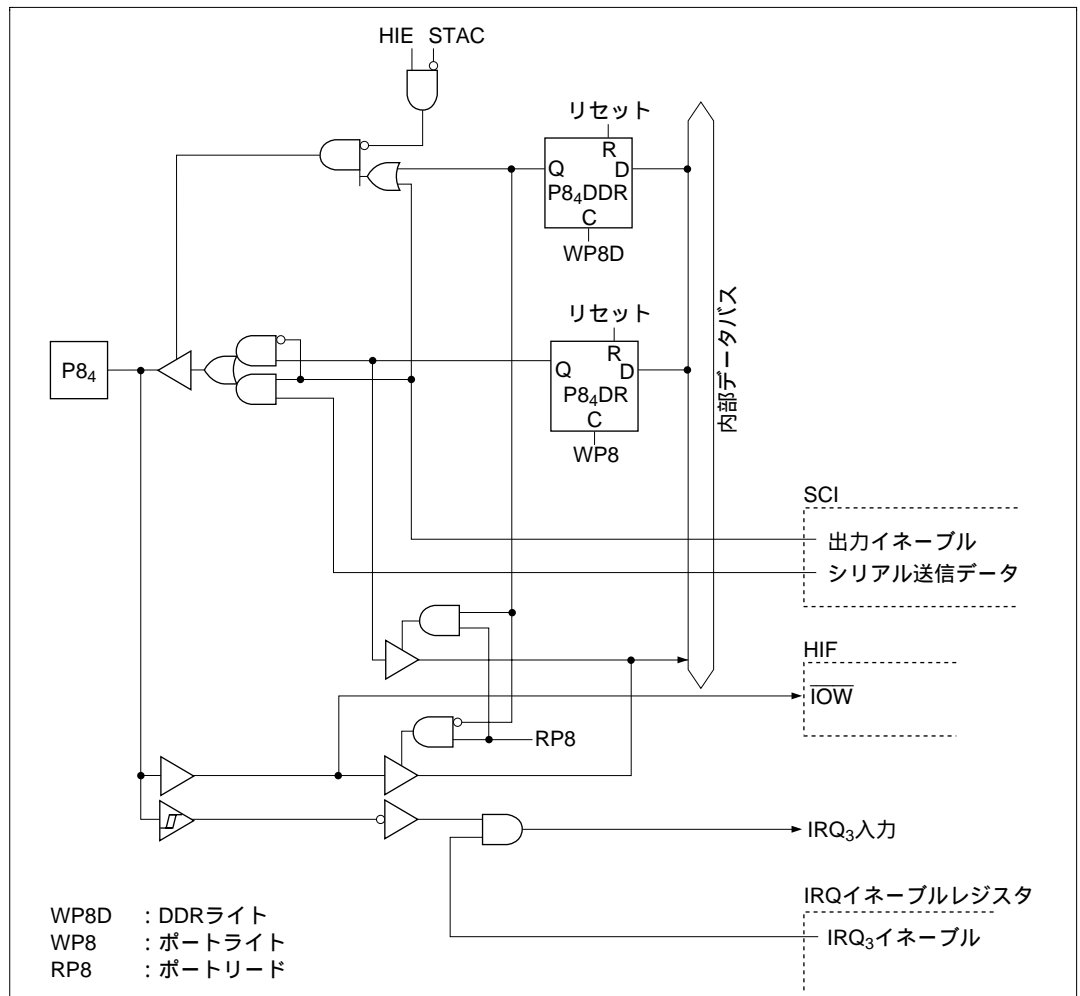 HIE STAC
リセット
R
Q D
P8₄DDR
C
WP8D
内部データバス
リセット
R
Q D
P8₄DR
C
WP8
P8₄
SCI
出力イネーブル
シリアル送信データ
HIF
I̅O̅W̅
RP8
IRQ₃入力
IRQイネーブルレジスタ
IRQ₃イネーブル
WP8D :DDRライト
WP8 :ポートライト
RP8 :ポートリード